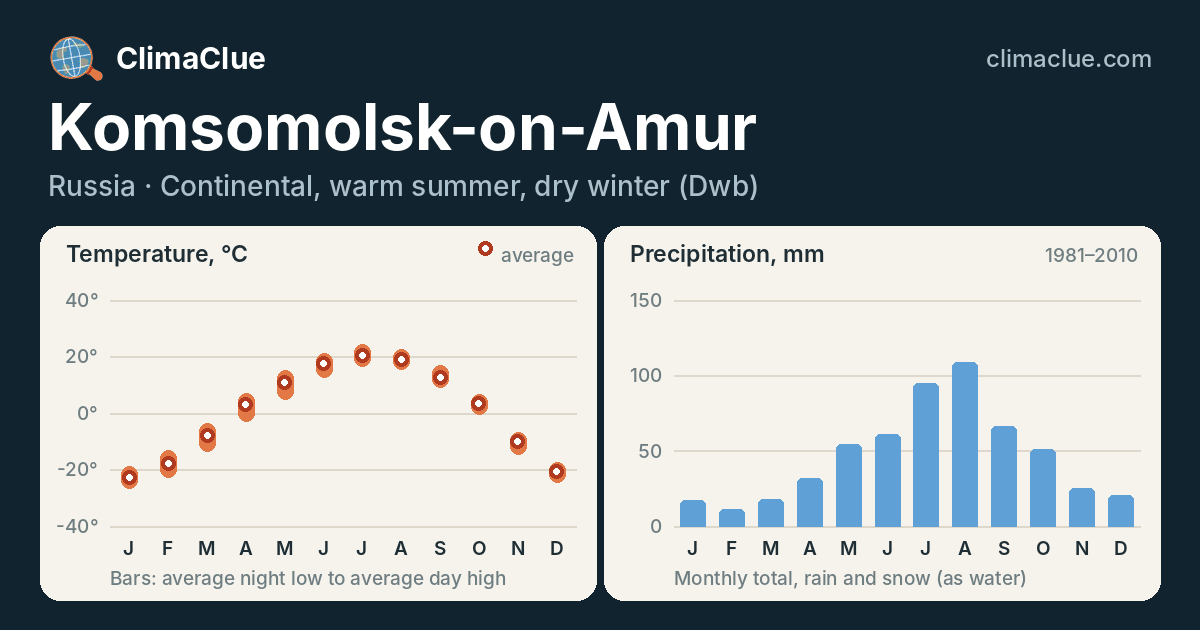 ClimaClue
climaclue.com
Komsomolsk-on-Amur
Russia · Continental, warm summer, dry winter (Dwb)
Temperature, °C
average
40°
20°
0°
-20°
-40°
J F M A M J J A S O N D
Bars: average night low to average day high
Precipitation, mm
1981–2010
150
100
50
0
J F M A M J J A S O N D
Monthly total, rain and snow (as water)